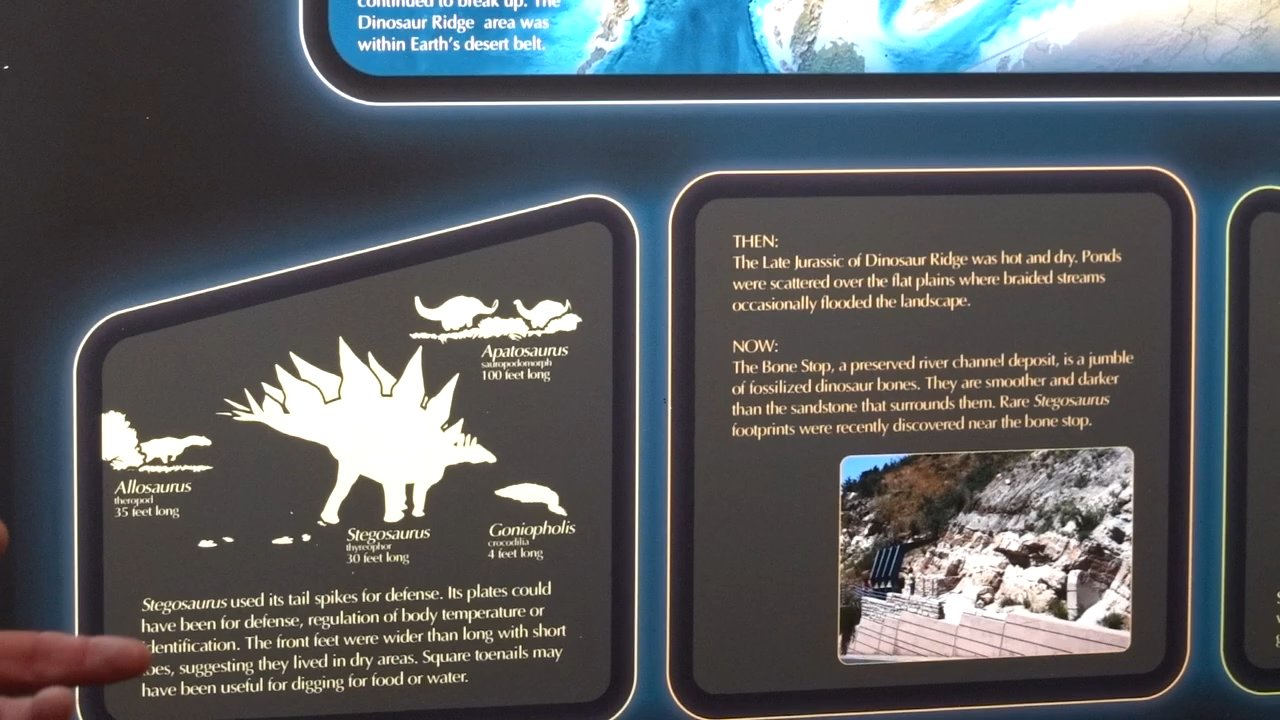 continued to break up. The
Dinosaur Ridge area was
within Earth's desert belt.
Apatosaurus
sauropodomorph
100 feet long
Allosaurus
theropod
35 feet long
Stegosaurus
thyreophor
30 feet long
Goniopholis
crocodilia
4 feet long
Stegosaurus used its tail spikes for defense. Its plates could
have been for defense, regulation of body temperature or
identification. The front feet were wider than long with short
toes, suggesting they lived in dry areas. Square toenails may
have been useful for digging for food or water.
THEN:
The Late Jurassic of Dinosaur Ridge was hot and dry. Ponds
were scattered over the flat plains where braided streams
occasionally flooded the landscape.
NOW:
The Bone Stop, a preserved river channel deposit, is a jumble
of fossilized dinosaur bones. They are smoother and darker
than the sandstone that surrounds them. Rare Stegosaurus
footprints were recently discovered near the bone stop.